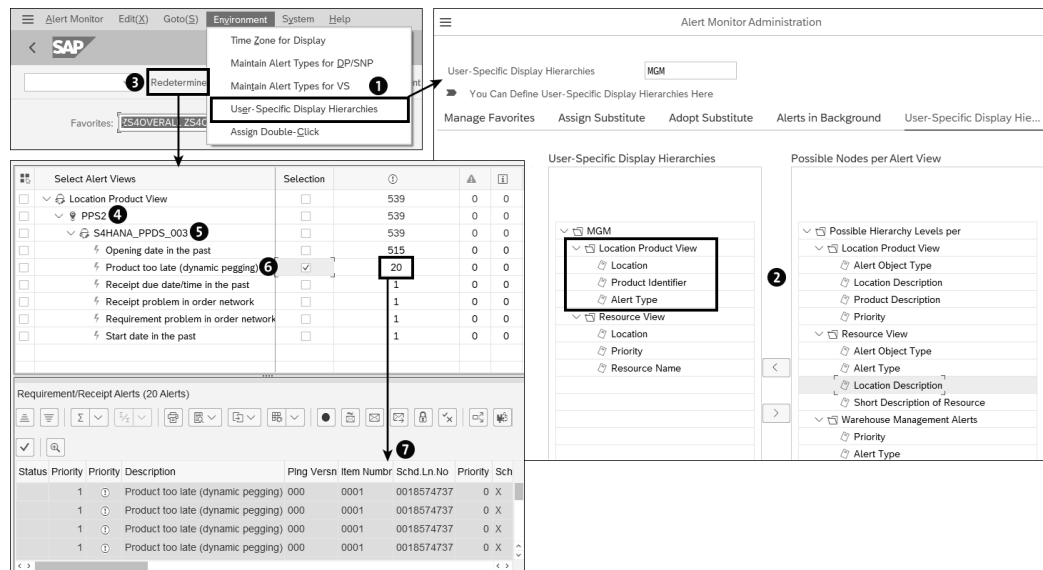 Alert Monitor Edit(X) Goto(S) Environment System Help
SAP
Time Zone for Display
Maintain Alert Types for DP/SNP
Maintain Alert Types for VS 1
User-Specific Display Hierarchies
Assign Double-Click
3 Redetermine
Favorites: ZS4OVERALL
Alert Monitor Administration
User-Specific Display Hierarchies MGM
You Can Define User-Specific Display Hierarchies Here
Manage Favorites Assign Substitute Adopt Substitute Alerts in Background User-Specific Display Hie...
User-Specific Display Hierarchies
MGM
Location Product View
Location
Product Identifier
Alert Type
Resource View
Location
Priority
Resource Name
2
Possible Nodes per Alert View
Possible Hierarchy Levels per
Location Product View
Alert Object Type
Location Description
Product Description
Priority
Resource View
Alert Object Type
Alert Type
Location Description
Short Description of Resource
Warehouse Management Alerts
Priority
Alert Type
Select Alert Views Selection
Location Product View 539 0 0
PPS2 4 539 0 0
S4HANA_PPDS_003 5 539 0 0
Opening date in the past 515 0 0
Product too late (dynamic pegging) 6 20 0 0
Receipt due date/time in the past 1 0 0
Receipt problem in order network 1 0 0
Requirement problem in order network 1 0 0
Start date in the past 1 0 0
Requirement/Receipt Alerts (20 Alerts)
7
Status Priority Priority Description Plng Versn Item Numbr Schd.Ln.No Priority Sch
1 Product too late (dynamic pegging) 000 0001 0018574737 0 X
1 Product too late (dynamic pegging) 000 0001 0018574737 0 X
1 Product too late (dynamic pegging) 000 0001 0018574737 0 X
1 Product too late (dynamic pegging) 000 0001 0018574737 0 X